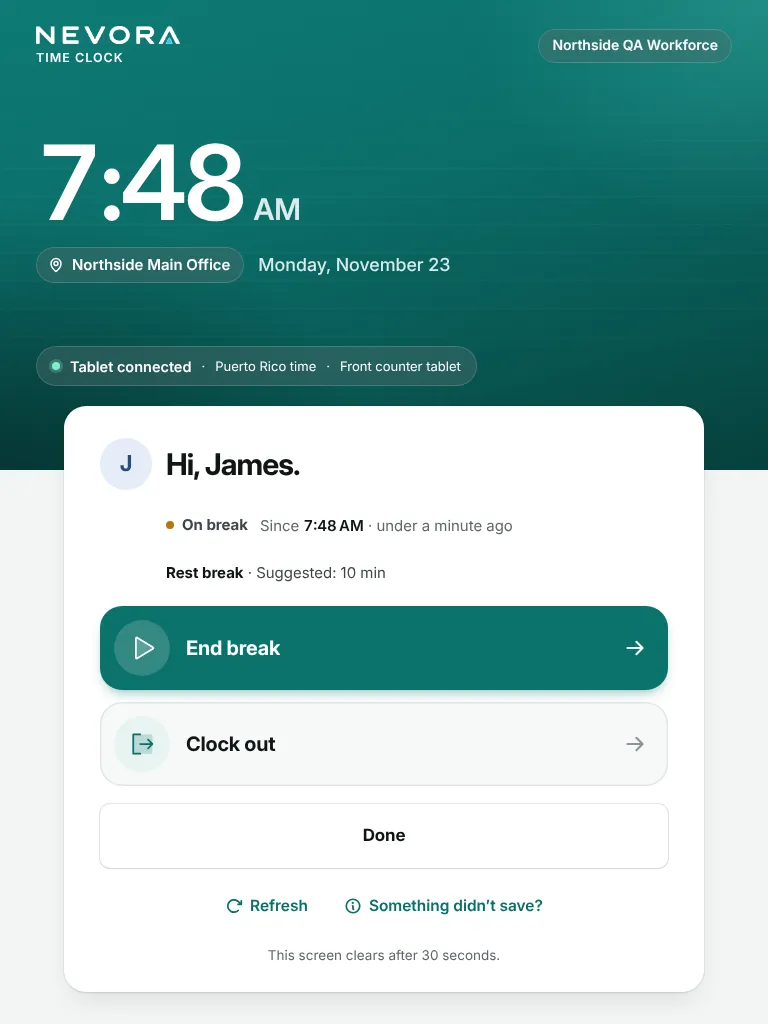 NEVORA
TIME CLOCK
Northside QA Workforce
7:48 AM
Northside Main Office
Monday, November 23
Tablet connected · Puerto Rico time · Front counter tablet
J
Hi, James.
On break Since 7:48 AM · under a minute ago
Rest break · Suggested: 10 min
End break
Clock out
Done
Refresh
Something didn’t save?
This screen clears after 30 seconds.